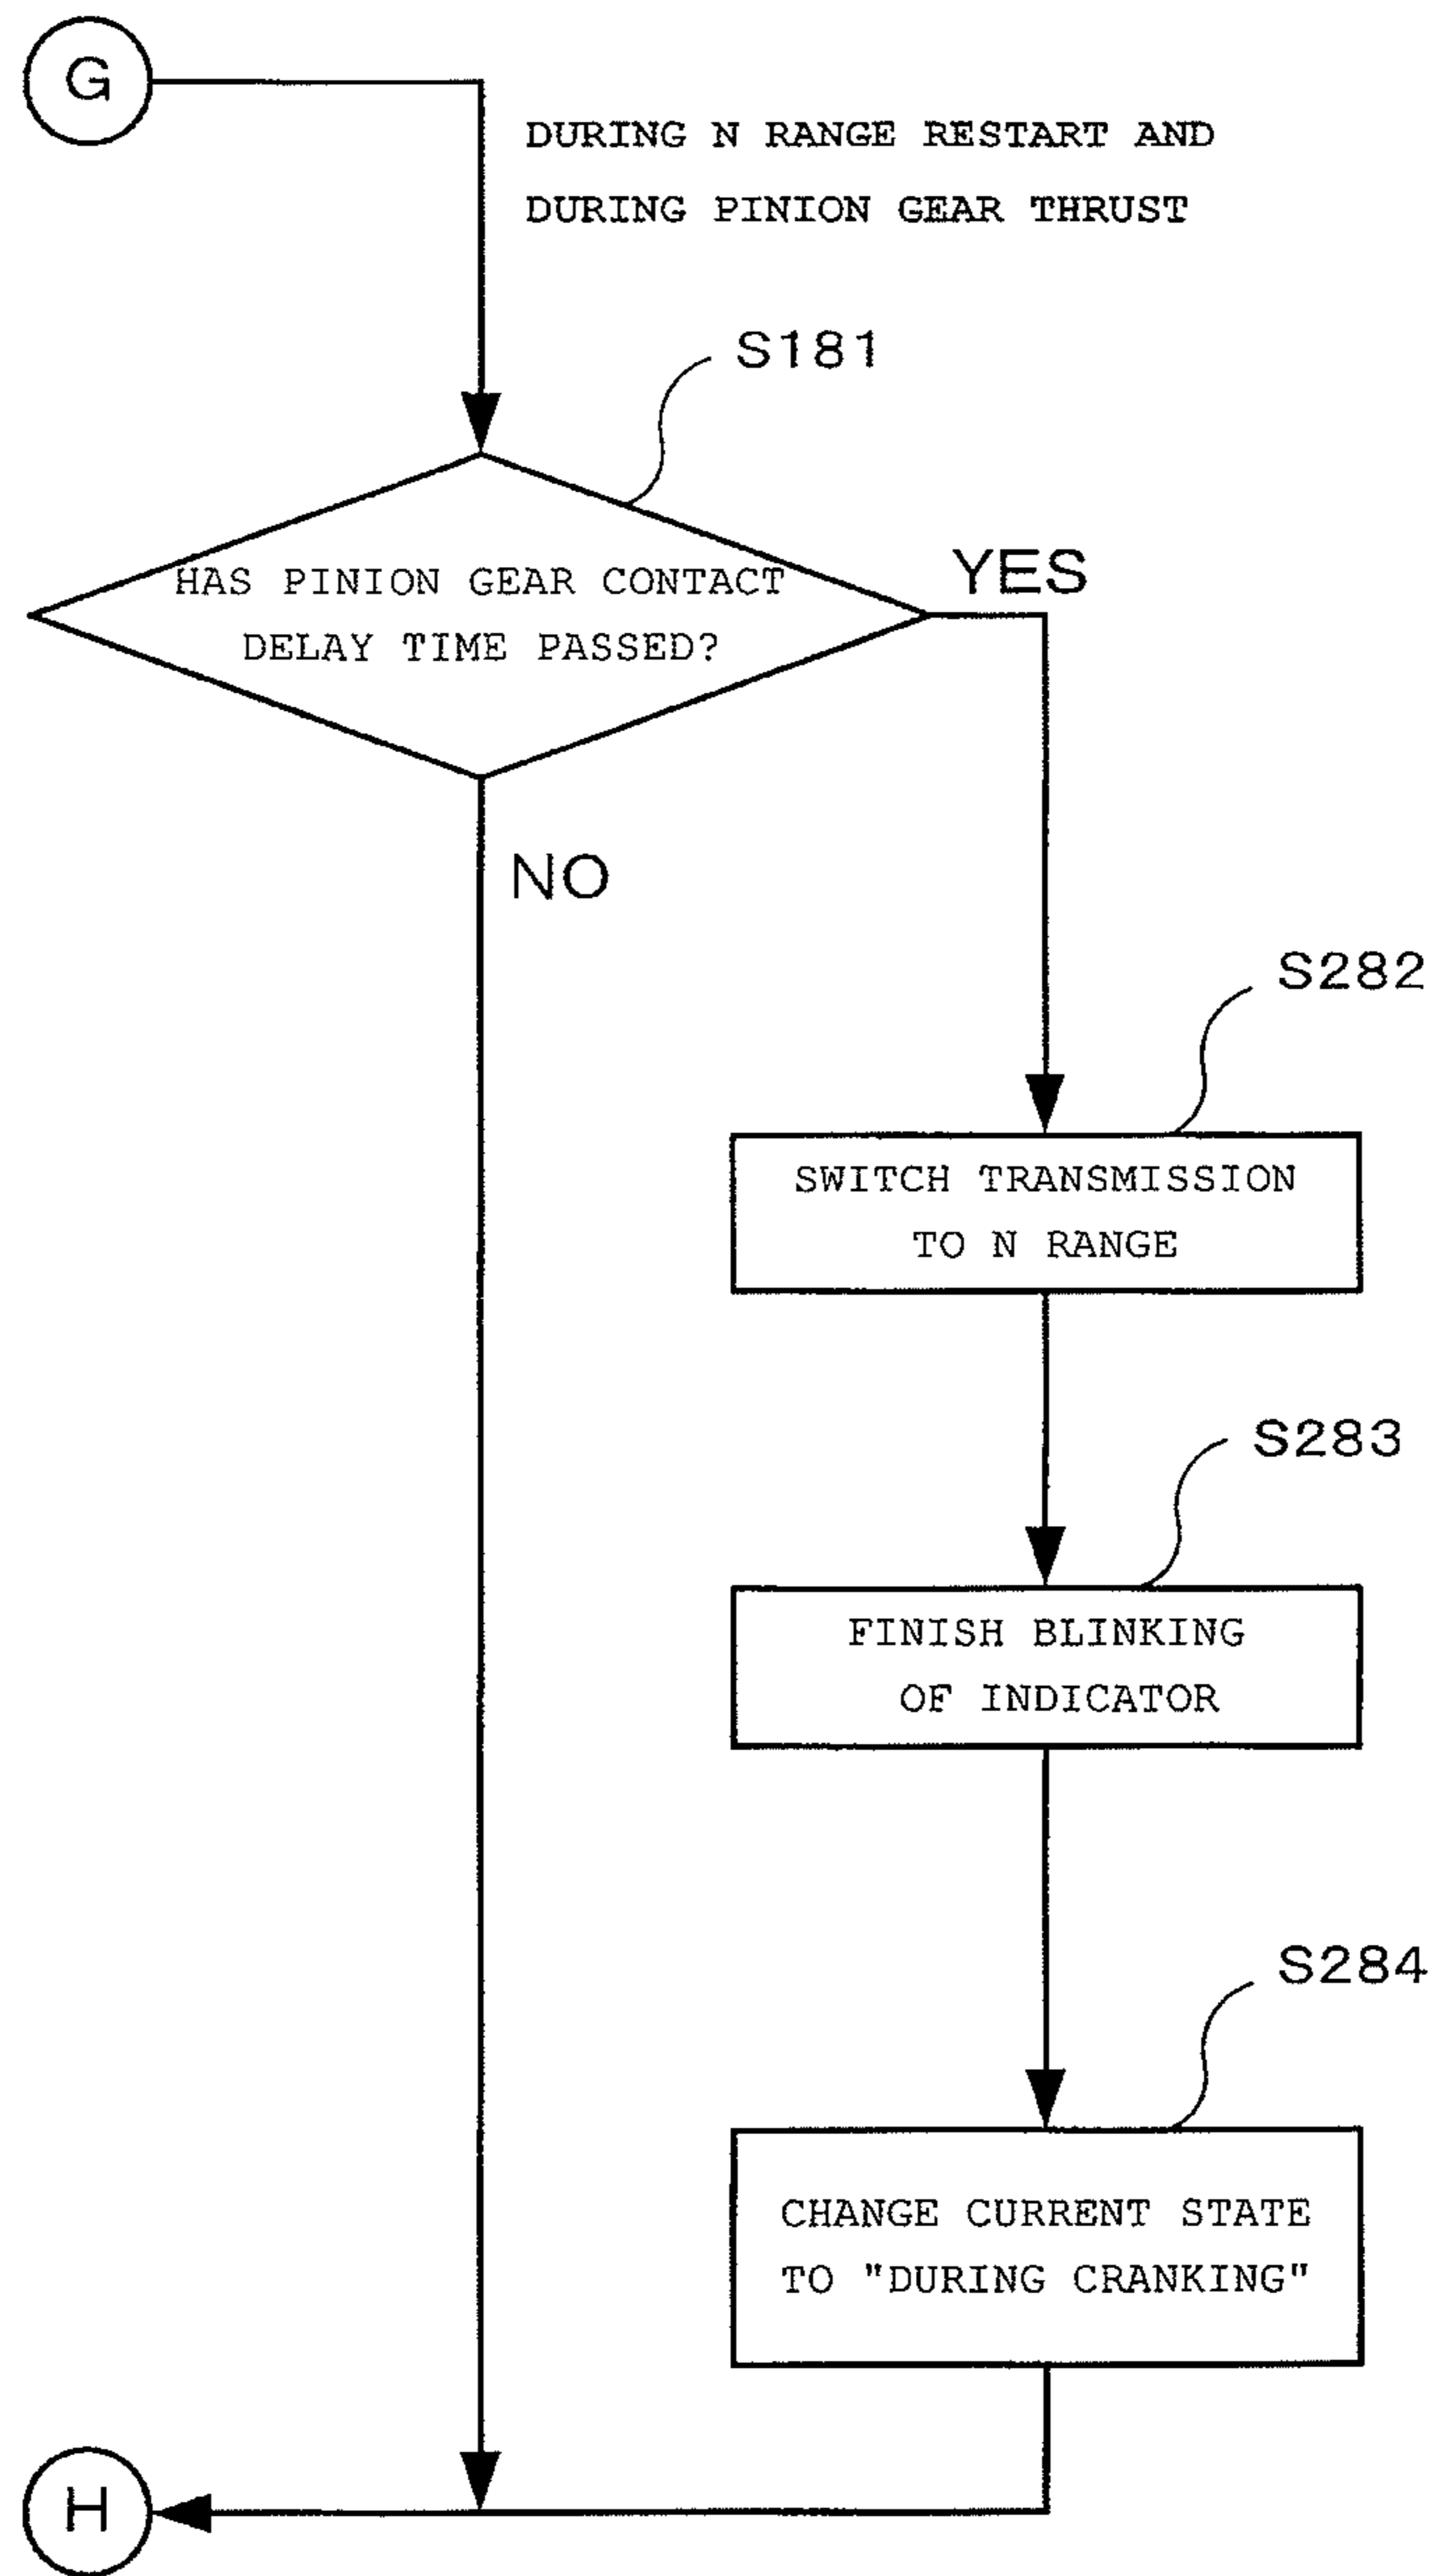 G
DURING N RANGE RESTART AND
DURING PINION GEAR THRUST
S181
HAS PINION GEAR CONTACT
DELAY TIME PASSED?
YES
NO
S282
SWITCH TRANSMISSION
TO N RANGE
S283
FINISH BLINKING
OF INDICATOR
S284
CHANGE CURRENT STATE
TO "DURING CRANKING"
H